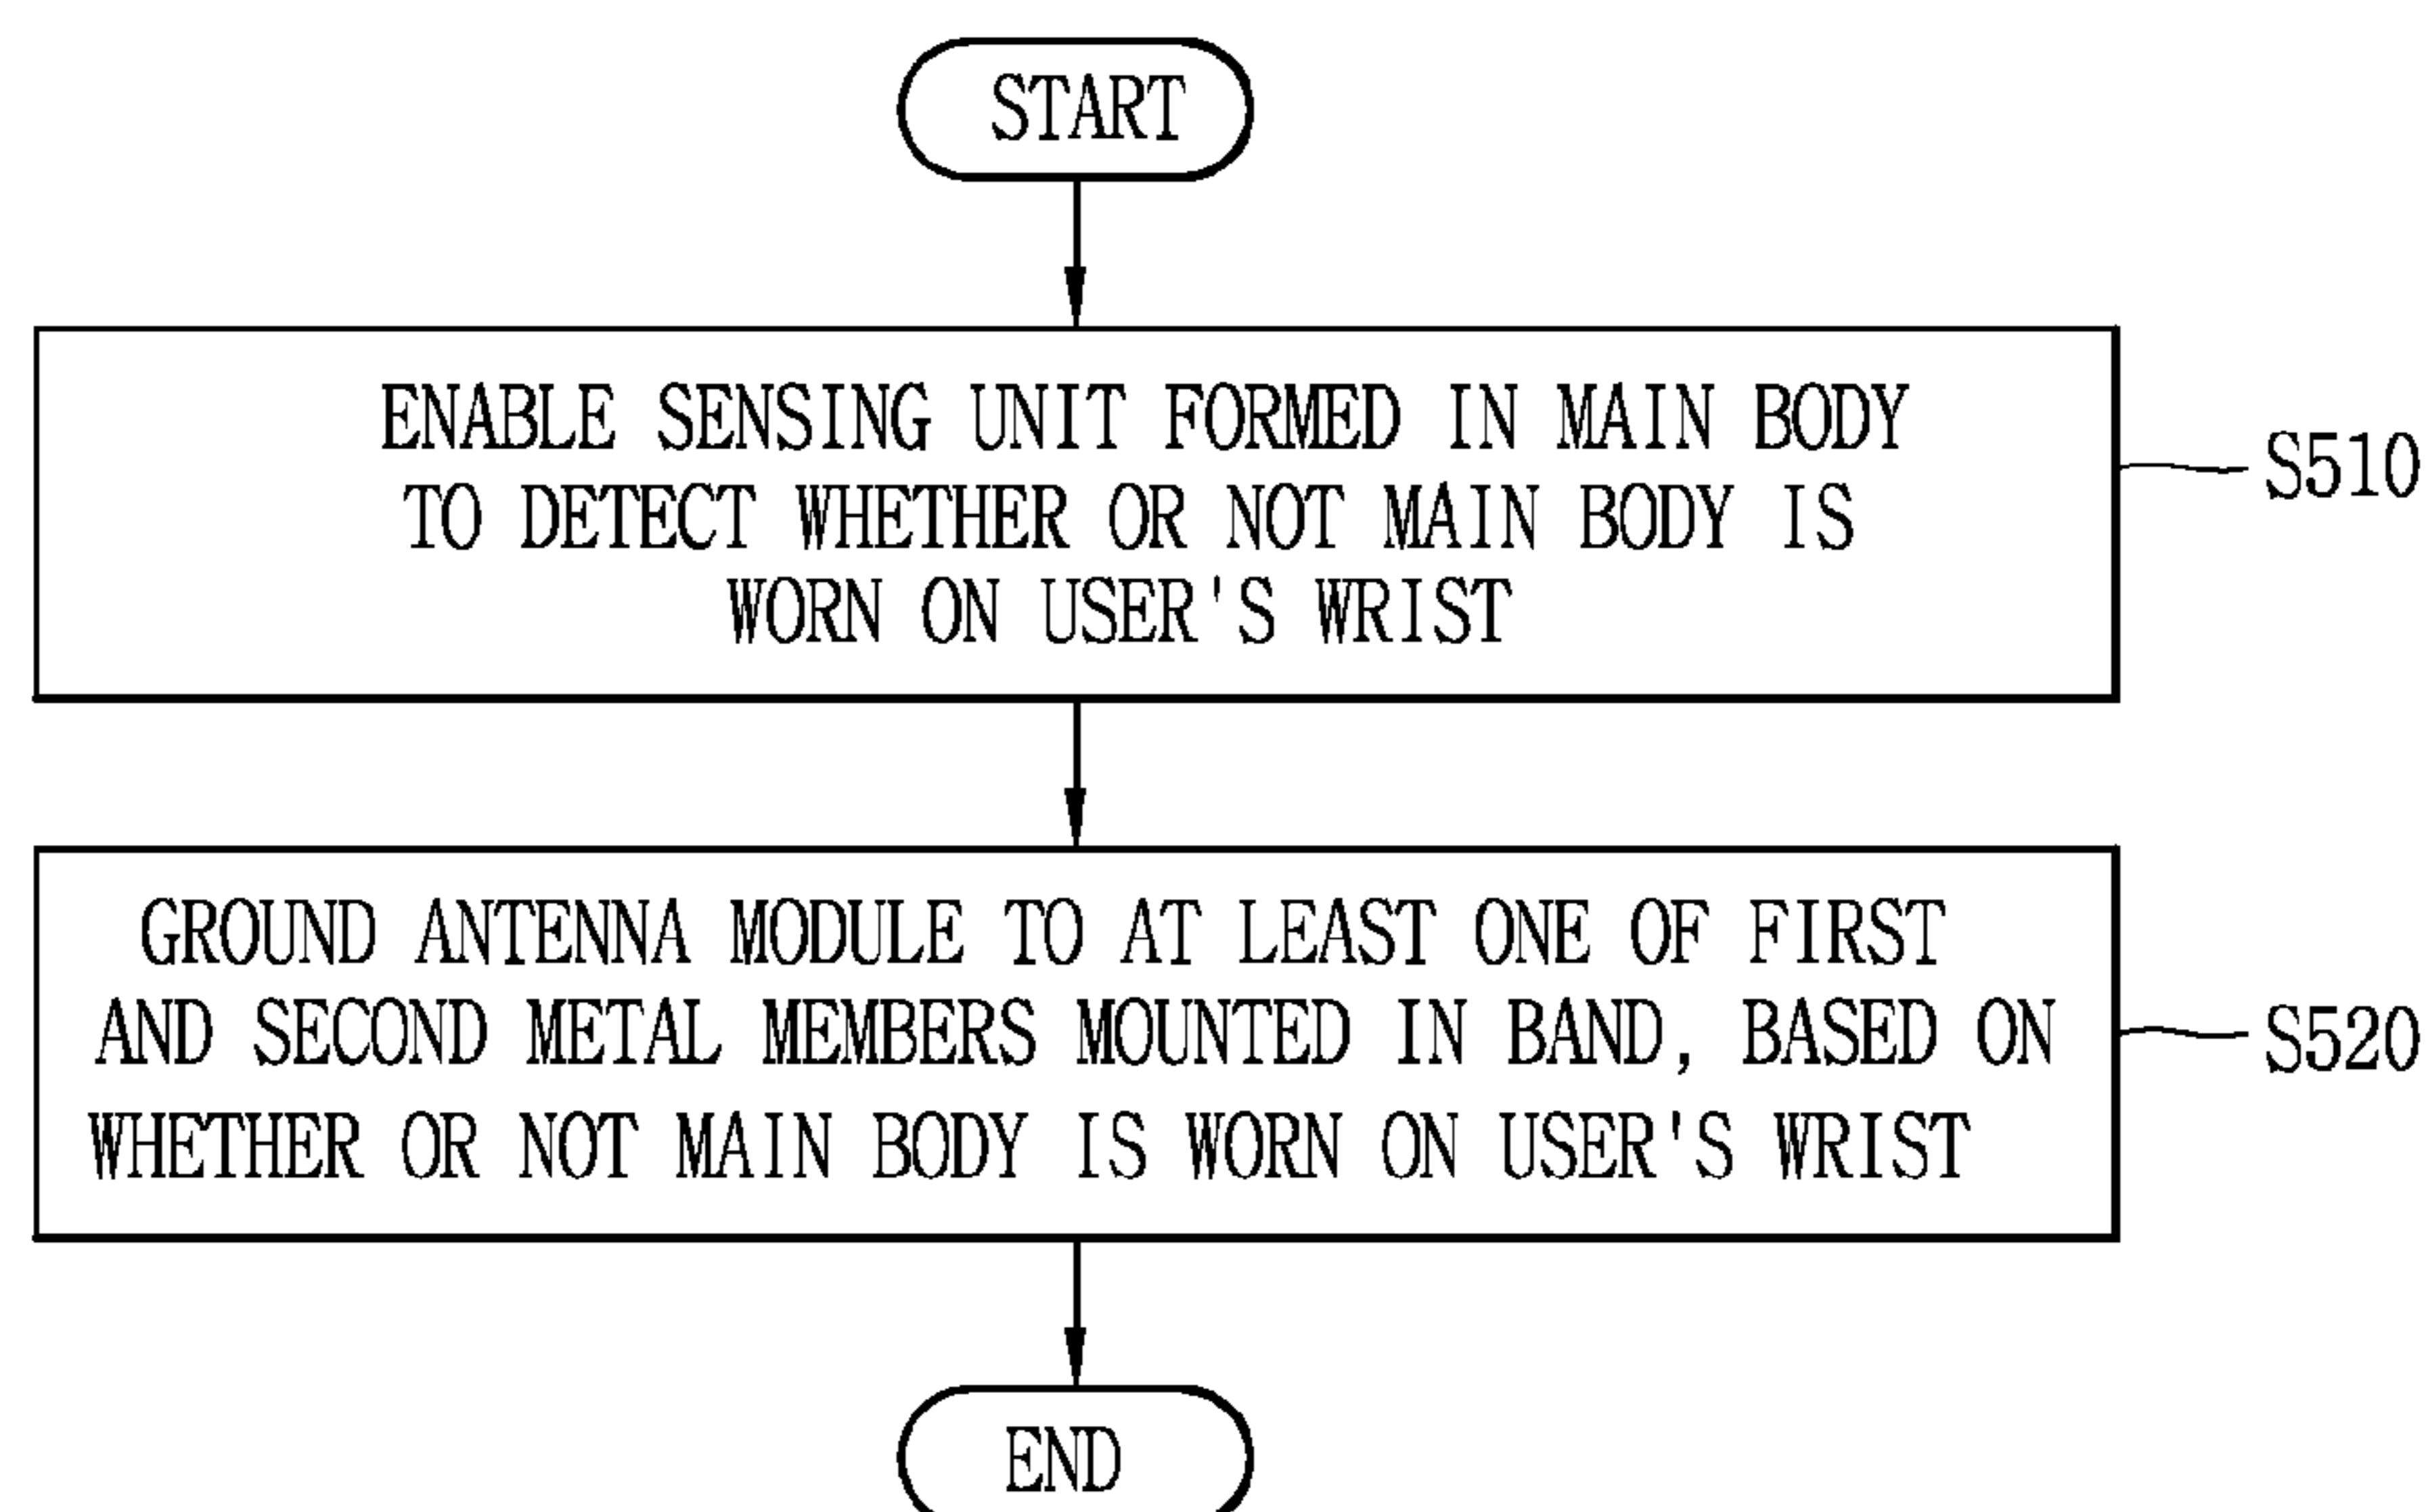 START
ENABLE SENSING UNIT FORMED IN MAIN BODY
TO DETECT WHETHER OR NOT MAIN BODY IS
WORN ON USER'S WRIST
S510
GROUND ANTENNA MODULE TO AT LEAST ONE OF FIRST
AND SECOND METAL MEMBERS MOUNTED IN BAND, BASED ON
WHETHER OR NOT MAIN BODY IS WORN ON USER'S WRIST
S520
END